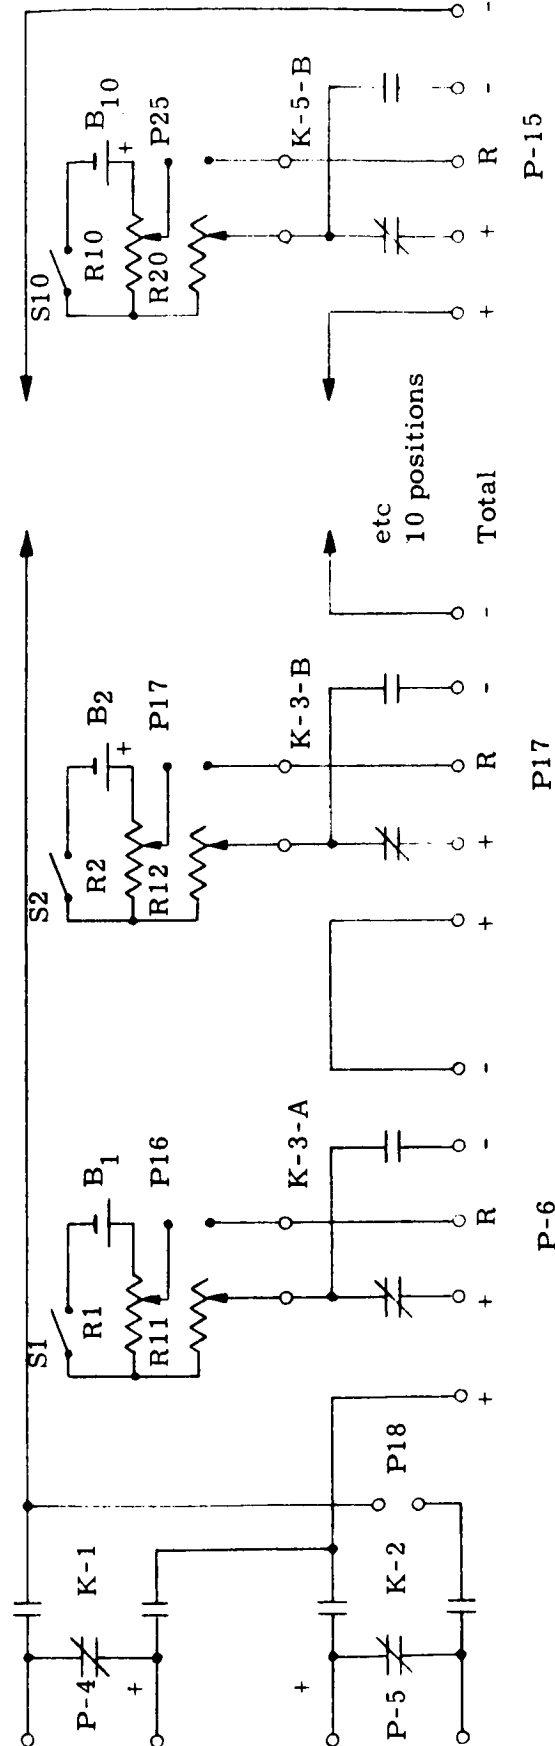 P-4
+
K-1
+
P-5
K-2
P18
S1
R1
B1
R11
P16
K-3-A
+
+
R
-
-
P-6
S2
R2
B2
+
R12
P17
K-3-B
+
+
R
-
-
P17
etc
10 positions
Total
S10
R10
B10
+
R20
P25
K-5-B
+
+
R
-
-
P-15